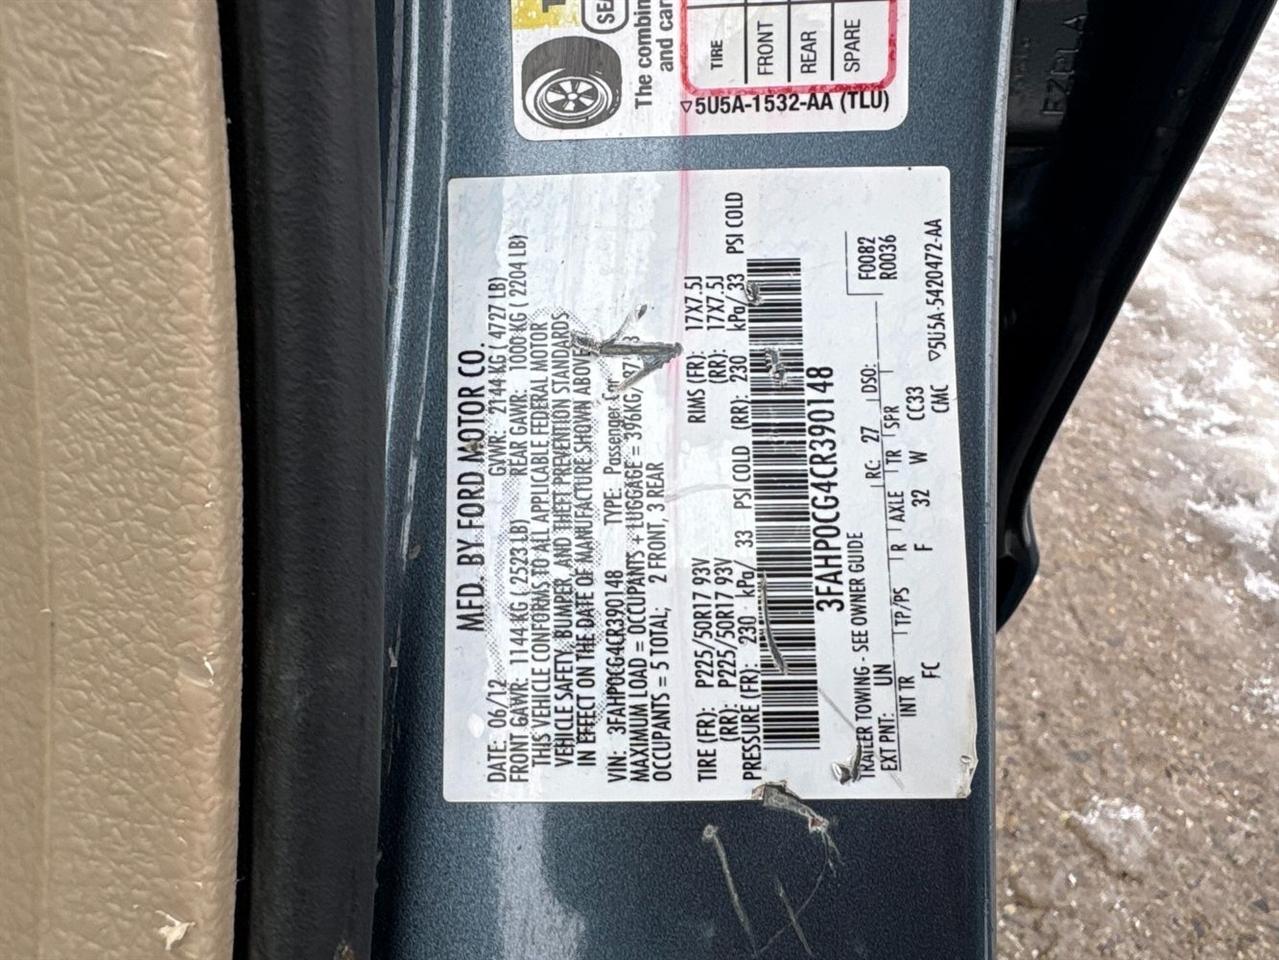 SEA
The combin
and car
TIRE
FRONT
REAR
SPARE
▽5U5A-1532-AA (TLU)
MFD. BY FORD MOTOR CO.
DATE: 06/12 GVWR: 2144 KG ( 4727 LB)
FRONT GAWR: 1144 KG ( 2523 LB) REAR GAWR: 1000 KG ( 2204 LB)
THIS VEHICLE CONFORMS TO ALL APPLICABLE FEDERAL MOTOR
VEHICLE SAFETY, BUMPER, AND THEFT PREVENTION STANDARDS
IN EFFECT ON THE DATE OF MANUFACTURE SHOWN ABOVE
VIN: 3FAHP0CG4CR390148 TYPE: Passenger Car
MAXIMUM LOAD = OCCUPANTS + LUGGAGE = 396KG/
OCCUPANTS = 5 TOTAL; 2 FRONT, 3 REAR
TIRE (FR): P225/50R17 93V RIMS (FR): 17X7.5J
(RR): P225/50R17 93V (RR): 17X7.5J
PRESSURE (FR): 230 kPa/ 33 PSI COLD (RR): 230 kPa/ 33 PSI COLD
3FAHP0CG4CR390148
TRAILER TOWING - SEE OWNER GUIDE
EXT PNT: UN RC: 27 DSO: F0082
R0036
INT TR TP/PS R AXLE TR SPR
FC F 32 W CC33
CMC
▽5U5A-5420472-AA
EZPLA